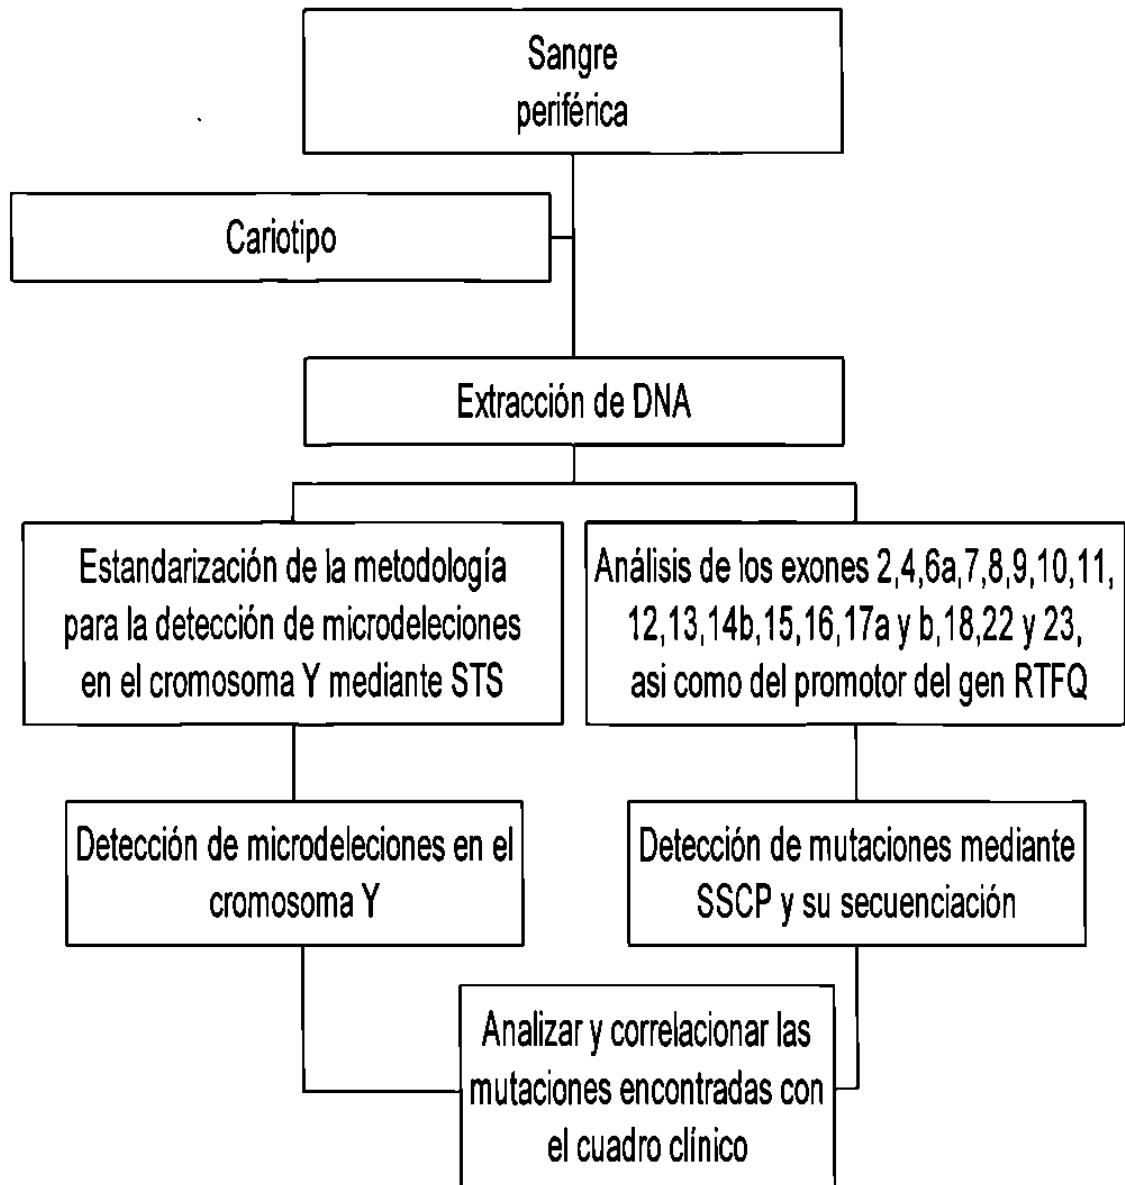 Sangre
periférica
Cariotipo
Extracción de DNA
Estandarización de la metodología
para la detección de microdeleciones
en el cromosoma Y mediante STS
Análisis de los exones 2,4,6a,7,8,9,10,11,
12,13,14b,15,16,17a y b,18,22 y 23,
asi como del promotor del gen RTFQ
Detección de microdeleciones en el
cromosoma Y
Detección de mutaciones mediante
SSCP y su secuenciación
Analizar y correlacionar las
mutaciones encontradas con
el cuadro clínico